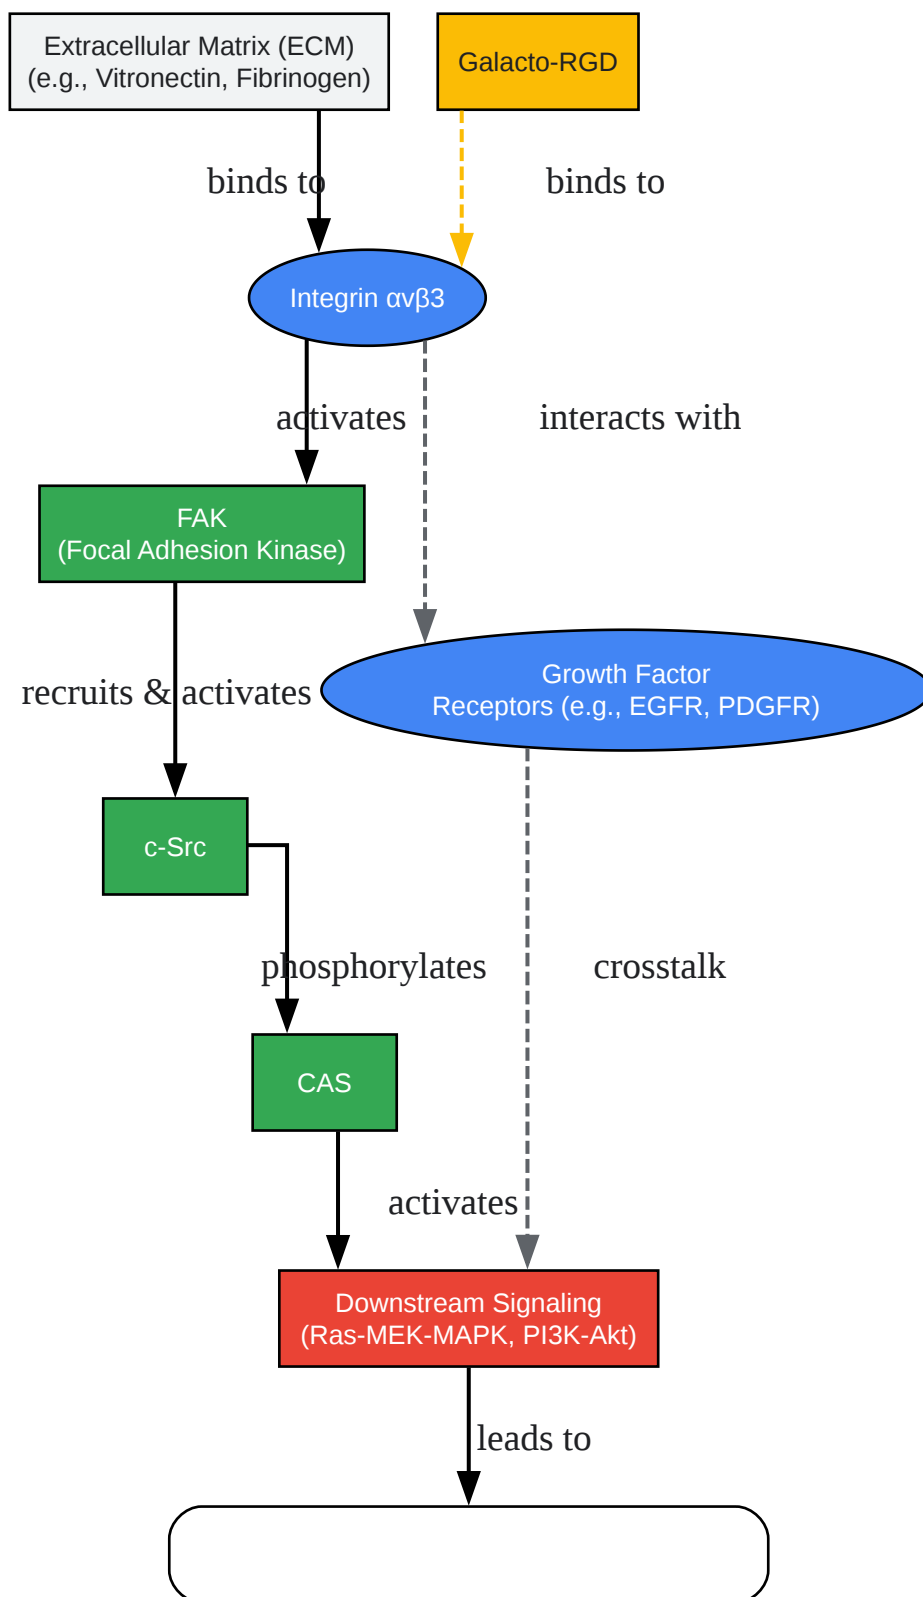 Extracellular Matrix (ECM)
(e.g., Vitronectin, Fibrinogen)
Galacto-RGD
binds to
binds to
Integrin αvβ3
activates
interacts with
FAK
(Focal Adhesion Kinase)
recruits & activates
Growth Factor
Receptors (e.g., EGFR, PDGFR)
c-Src
phosphorylates
crosstalk
CAS
activates
Downstream Signaling
(Ras-MEK-MAPK, PI3K-Akt)
leads to